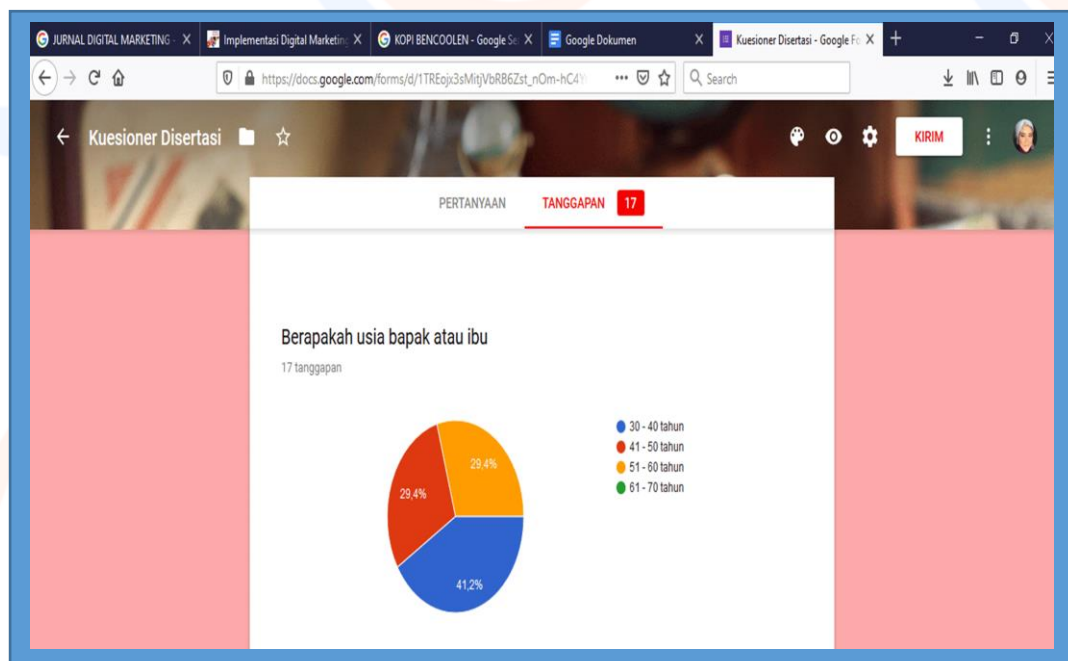 JURNAL DIGITAL MARKETING -
Implementasi Digital Marketing
KOPI BENCOOLEN - Google Se
Google Dokumen
Kuesioner Disertasi - Google Fo
https://docs.google.com/forms/d/1TREojx3sMitjVbRB6Zst_nOm-hC4Y
Search
Kuesioner Disertasi
KIRIM
PERTANYAAN
TANGGAPAN 17
Berapakah usia bapak atau ibu
17 tanggapan
30 - 40 tahun
41 - 50 tahun
51 - 60 tahun
61 - 70 tahun
29,4%
29,4%
41,2%